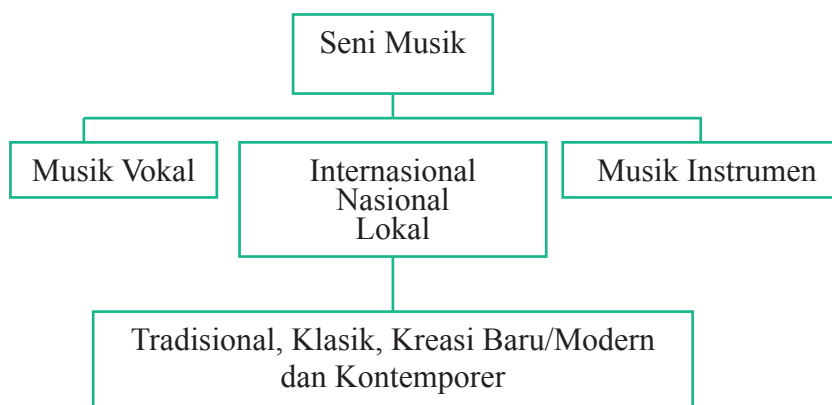 Seni Musik
Musik Vokal
Internasional
Nasional
Lokal
Musik Instrumen
Tradisional, Klasik, Kreasi Baru/Modern
dan Kontemporer